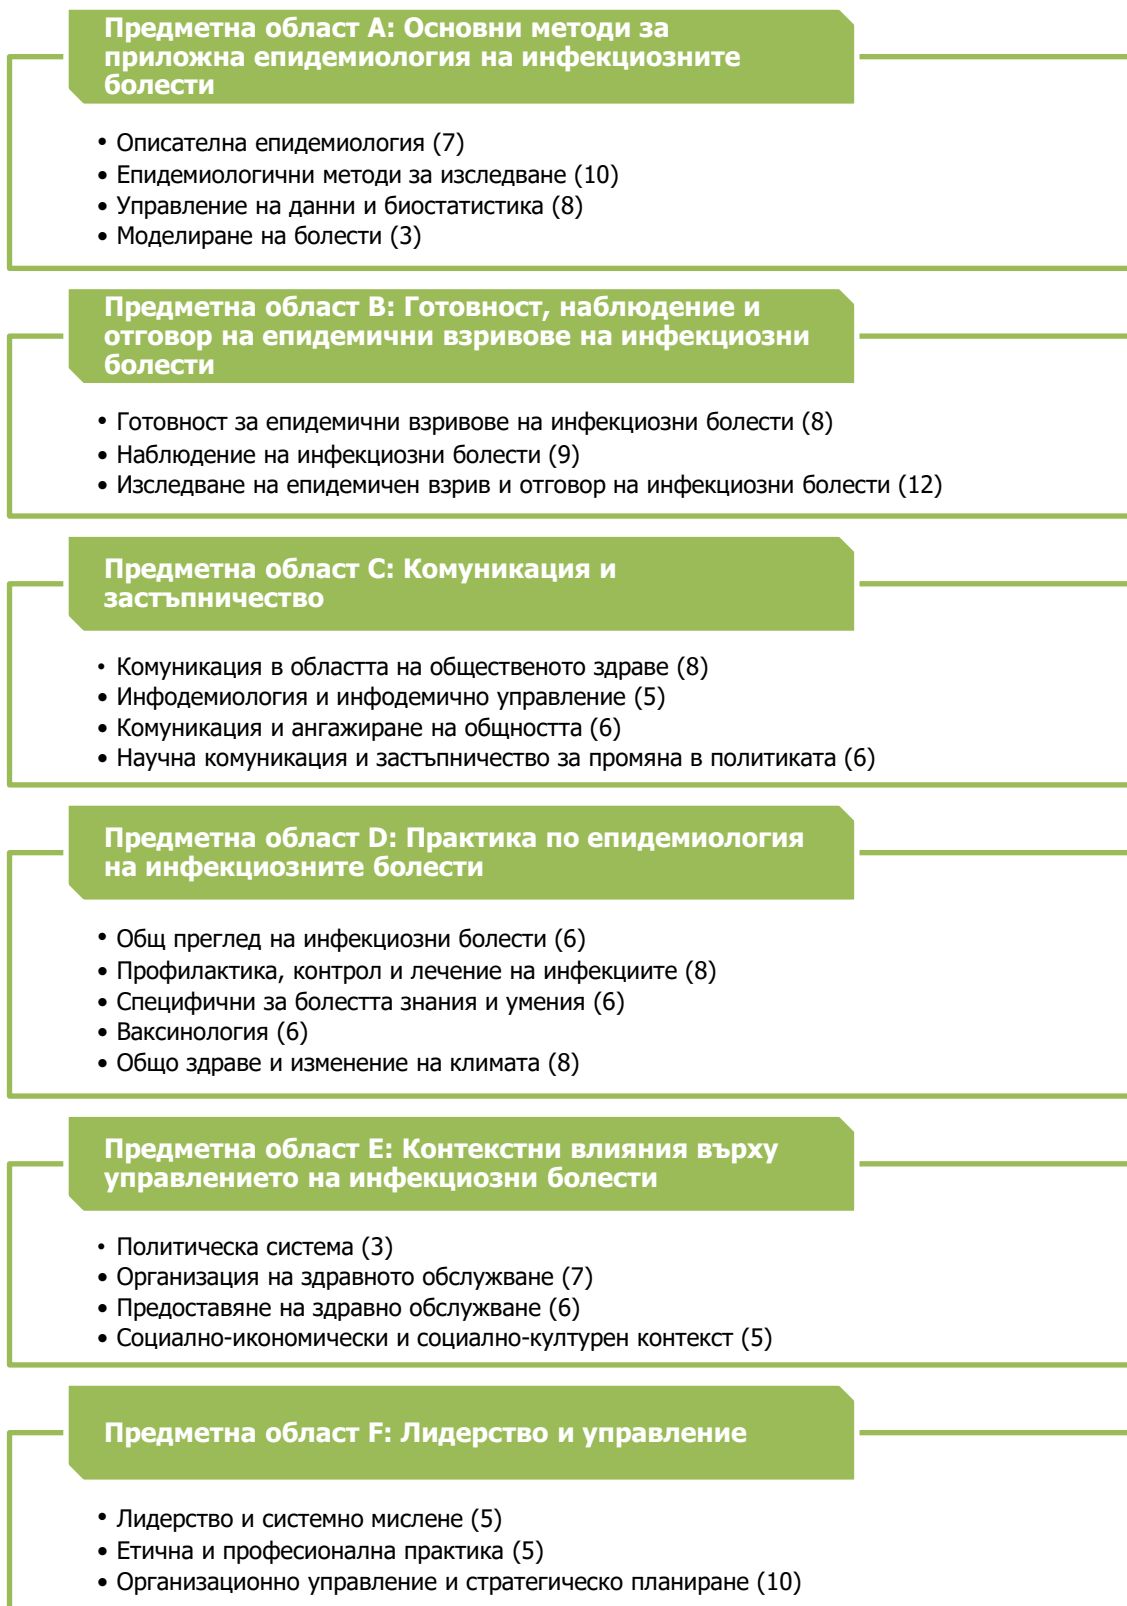 Предметна област A: Основни методи за
приложна епидемиология на инфекциозните
болести
• Описателна епидемиология (7)
• Епидемиологични методи за изследване (10)
• Управление на данни и биостатистика (8)
• Моделиране на болести (3)
Предметна област B: Готовност, наблюдение и
отговор на епидемични взривове на инфекциозни
болести
• Готовност за епидемични взривове на инфекциозни болести (8)
• Наблюдение на инфекциозни болести (9)
• Изследване на епидемичен взрив и отговор на инфекциозни болести (12)
Предметна област C: Комуникация и
застъпничество
• Комуникация в областта на общественото здраве (8)
• Инфодемиология и инфодемично управление (5)
• Комуникация и ангажиране на общността (6)
• Научна комуникация и застъпничество за промяна в политиката (6)
Предметна област D: Практика по епидемиология
на инфекциозните болести
• Общ преглед на инфекциозни болести (6)
• Профилактика, контрол и лечение на инфекциите (8)
• Специфични за болестта знания и умения (6)
• Ваксинология (6)
• Общо здраве и изменение на климата (8)
Предметна област E: Контекстни влияния върху
управлението на инфекциозни болести
• Политическа система (3)
• Организация на здравното обслужване (7)
• Предоставяне на здравно обслужване (6)
• Социално-икономически и социално-културен контекст (5)
Предметна област F: Лидерство и управление
• Лидерство и системно мислене (5)
• Етична и професионална практика (5)
• Организационно управление и стратегическо планиране (10)